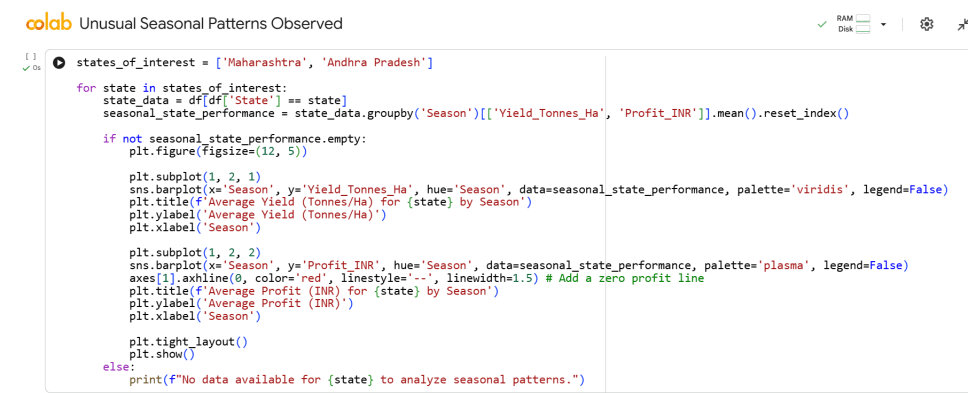 colab Unusual Seasonal Patterns Observed
RAM
Disk
[ ]
0s
states_of_interest = ['Maharashtra', 'Andhra Pradesh']
for state in states_of_interest:
    state_data = df[df['State'] == state]
    seasonal_state_performance = state_data.groupby('Season')[['Yield_Tonnes_Ha', 'Profit_INR']].mean().reset_index()
    if not seasonal_state_performance.empty:
        plt.figure(figsize=(12, 5))
        plt.subplot(1, 2, 1)
        sns.barplot(x='Season', y='Yield_Tonnes_Ha', hue='Season', data=seasonal_state_performance, palette='viridis', legend=False)
        plt.title(f'Average Yield (Tonnes/Ha) for {state} by Season')
        plt.ylabel('Average Yield (Tonnes/Ha)')
        plt.xlabel('Season')
        plt.subplot(1, 2, 2)
        sns.barplot(x='Season', y='Profit_INR', hue='Season', data=seasonal_state_performance, palette='plasma', legend=False)
        axes[1].axhline(0, color='red', linestyle='--', linewidth=1.5) # Add a zero profit line
        plt.title(f'Average Profit (INR) for {state} by Season')
        plt.ylabel('Average Profit (INR)')
        plt.xlabel('Season')
        plt.tight_layout()
        plt.show()
    else:
        print(f"No data available for {state} to analyze seasonal patterns.")